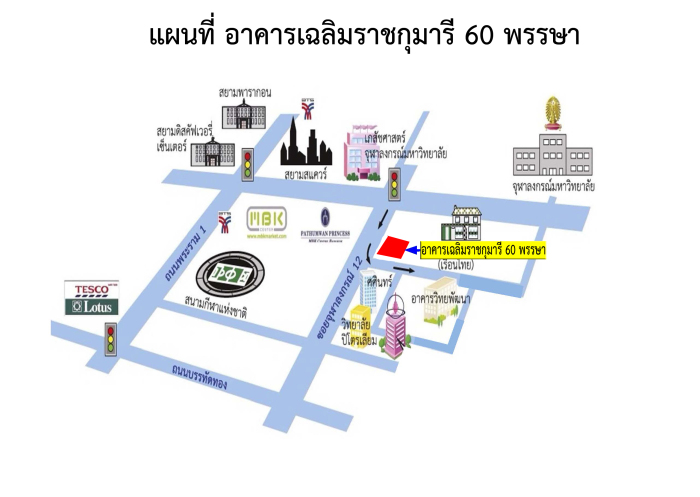 แผนที่ อาคารเฉลิมราชกุมารี 60 พรรษา
สยามพารากอน
สยามดิสคัฟเวอรี่
เซ็นเตอร์
สยามสแควร์
เภสัชศาสตร์
จุฬาลงกรณ์มหาวิทยาลัย
จุฬาลงกรณ์มหาวิทยาลัย
ถนนพระราม 1
MBK
CENTER
www.mbkmarket.com
PATHUMWAN PRINCESS
อาคารเฉลิมราชกุมารี 60 พรรษา
(เรือนไทย)
สนามกีฬาแห่งชาติ
ซอยจุฬาลงกรณ์ 12
ศศินทร์
อาคารวิทยพัฒนา
TESCO
Lotus
วิทยาลัย
ปิโตรเลียม
ถนนบรรทัดทอง